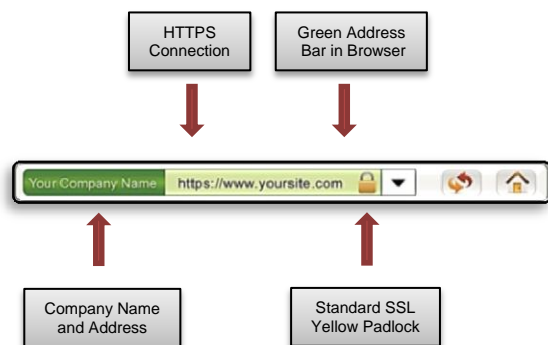 HTTPS
Connection
Green Address
Bar in Browser
Your Company Name https://www.yoursite.com
Company Name
and Address
Standard SSL
Yellow Padlock